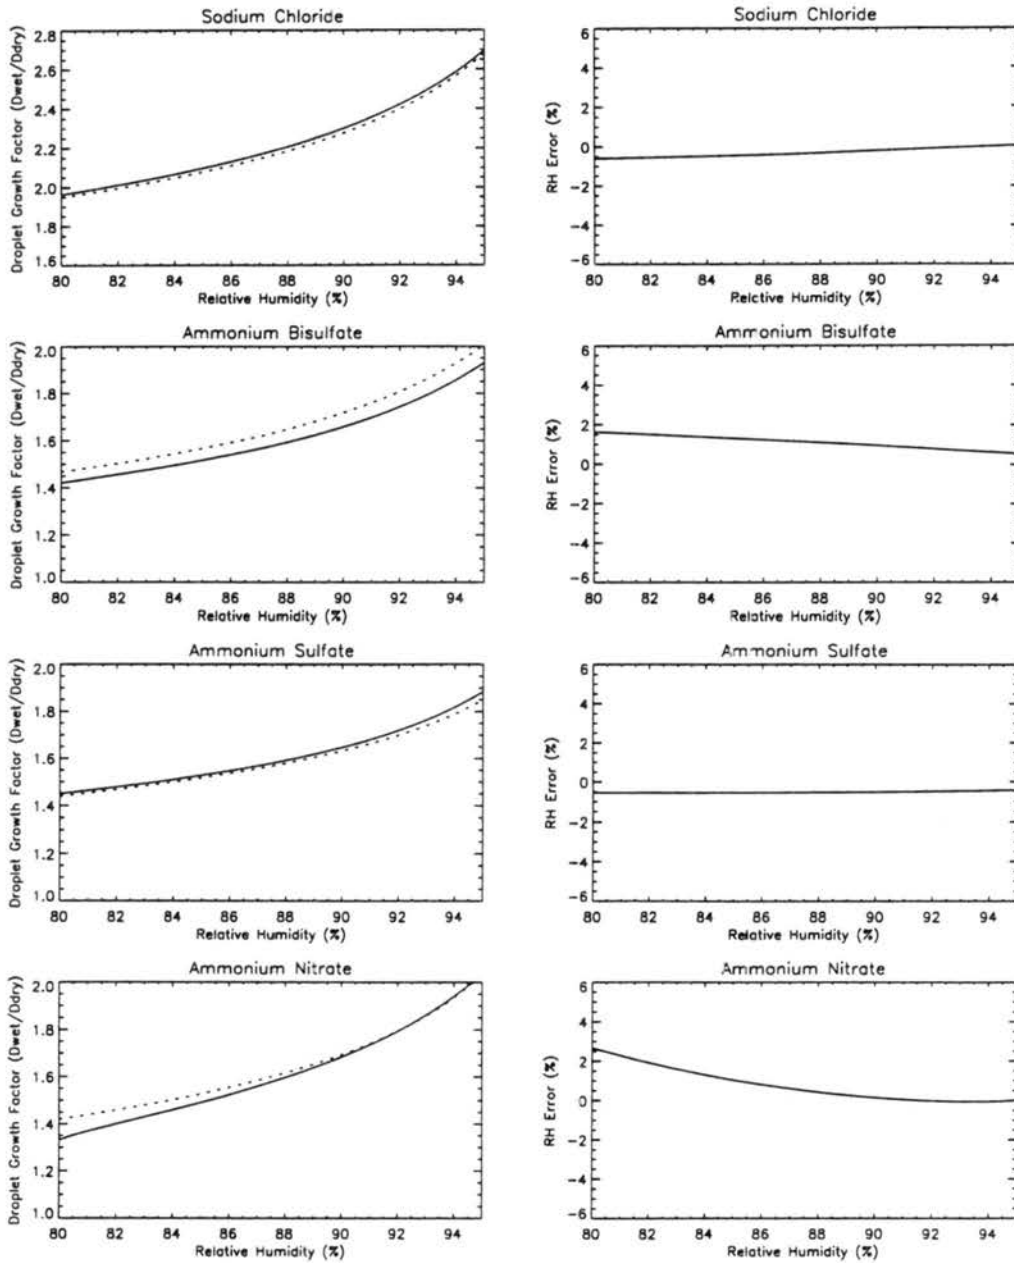 Sodium Chloride
Droplet Growth Factor (Dwet/Ddry)
2.8
2.6
2.4
2.2
2.0
1.8
1.6
80 82 84 86 88 90 92 94
Relative Humidity (%)
Sodium Chloride
RH Error (%)
6
4
2
0
-2
-4
-6
80 82 84 86 88 90 92 94
Relctive Humidity (%)
Ammonium Bisulfate
Droplet Growth Factor (Dwet/Ddry)
2.0
1.8
1.6
1.4
1.2
1.0
80 82 84 86 88 90 92 94
Relative Humidity (%)
Ammonium Bisulfate
RH Error (%)
6
4
2
0
-2
-4
-6
80 82 84 86 88 90 92 94
Relative Humidity (%)
Ammonium Sulfate
Droplet Growth Factor (Dwet/Ddry)
2.0
1.8
1.6
1.4
1.2
1.0
80 82 84 86 88 90 92 94
Relative Humidity (%)
Ammonium Sulfate
RH Error (%)
6
4
2
0
-2
-4
-6
80 82 84 86 88 90 92 94
Relative Humidity (%)
Ammonium Nitrate
Droplet Growth Factor (Dwet/Ddry)
2.0
1.8
1.6
1.4
1.2
1.0
80 82 84 86 88 90 92 94
Relative Humidity (%)
Ammonium Nitrate
RH Error (%)
6
4
2
0
-2
-4
-6
80 82 84 86 88 90 92 94
Relative Humidity (%)